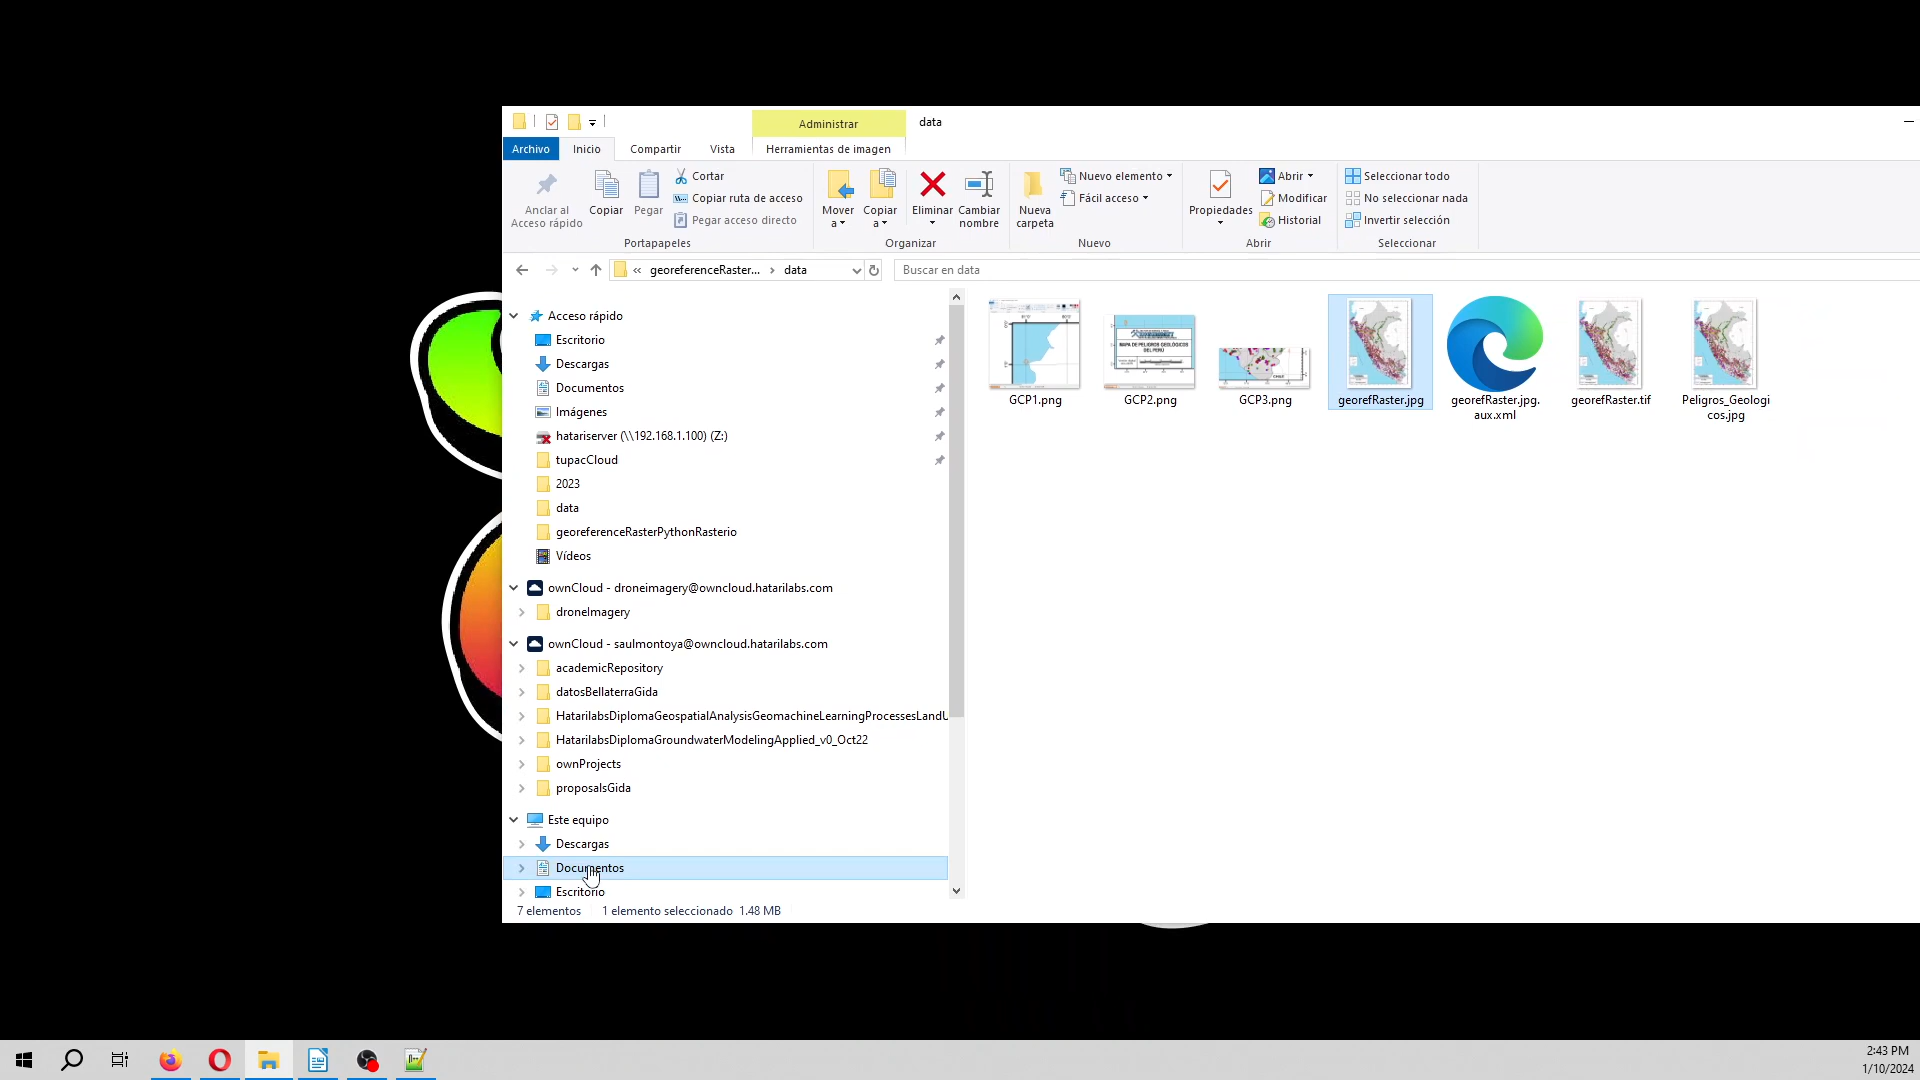 Administrar
data
Archivo
Inicio
Compartir
Vista
Herramientas de imagen
Anclar al
Acceso rápido
Copiar
Pegar
Cortar
Copiar ruta de acceso
Pegar acceso directo
Portapapeles
Mover
a
Copiar
a
Eliminar
Cambiar
nombre
Organizar
Nueva
carpeta
Nuevo elemento
Fácil acceso
Nuevo
Propiedades
Abrir
Modificar
Historial
Abrir
Seleccionar todo
No seleccionar nada
Invertir selección
Seleccionar
« georeferenceRaster... > data
Buscar en data
Acceso rápido
Escritorio
Descargas
Documentos
Imágenes
hatariserver (\\192.168.1.100) (Z:)
tupacCloud
2023
data
georeferenceRasterPythonRasterio
Vídeos
ownCloud - droneimagery@owncloud.hatarilabs.com
droneImagery
ownCloud - saulmontoya@owncloud.hatarilabs.com
academicRepository
datosBellaterraGida
HatarilabsDiplomaGeospatialAnalysisGeomachineLearningProcessesLandU
HatarilabsDiplomaGroundwaterModelingApplied_v0_Oct22
ownProjects
proposalsGida
Este equipo
Descargas
Documentos
Escritorio
MAPA DE PELIGROS GEOLÓGICOS
DEL PERÚ
GCP1.png
GCP2.png
GCP3.png
georefRaster.jpg
georefRaster.jpg.
aux.xml
georefRaster.tif
Peligros_Geologi
cos.jpg
7 elementos
1 elemento seleccionado 1.48 MB
2:43 PM
1/10/2024